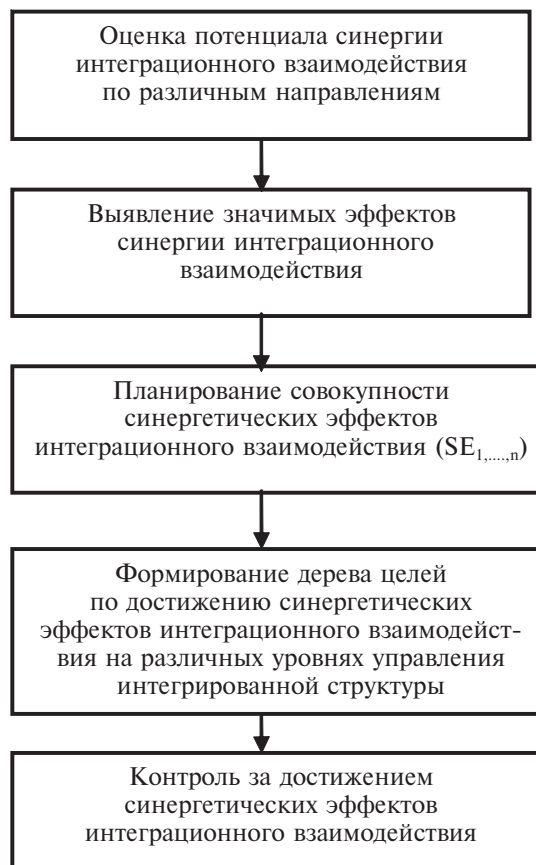 Оценка потенциала синергии
интеграционного взаимодействия
по различным направлениям
Выявление значимых эффектов
синергии интеграционного
взаимодействия
Планирование совокупности
синергетических эффектов
интеграционного взаимодействия (SE1,....,n)
Формирование дерева целей
по достижению синергетических
эффектов интеграционного взаимодейст-
вия на различных уровнях управления
интегрированной структуры
Контроль за достижением
синергетических эффектов
интеграционного взаимодействия